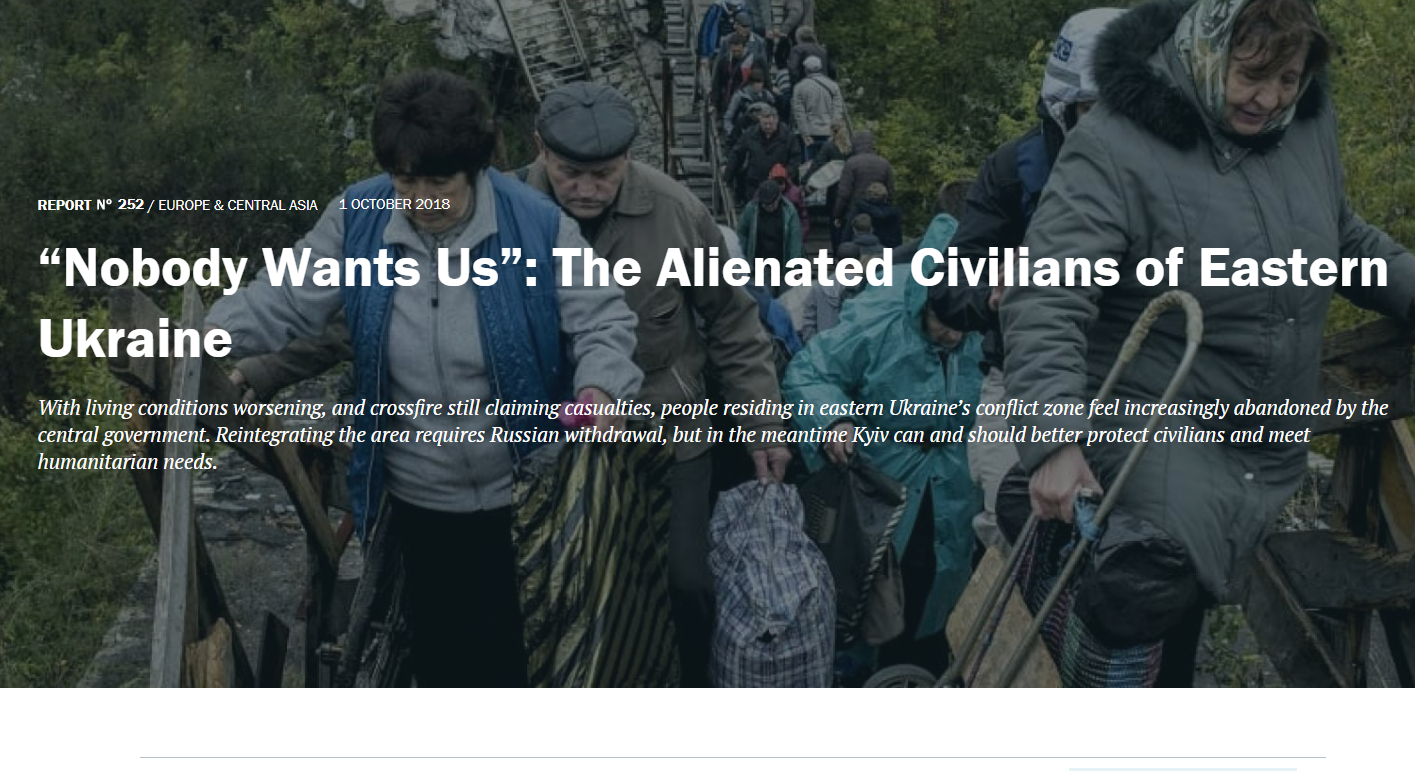 REPORT Nº 252 / EUROPE & CENTRAL ASIA 1 OCTOBER 2018
“Nobody Wants Us”: The Alienated Civilians of Eastern
Ukraine
With living conditions worsening, and crossfire still claiming casualties, people residing in eastern Ukraine’s conflict zone feel increasingly abandoned by the
central government. Reintegrating the area requires Russian withdrawal, but in the meantime Kyiv can and should better protect civilians and meet
humanitarian needs.